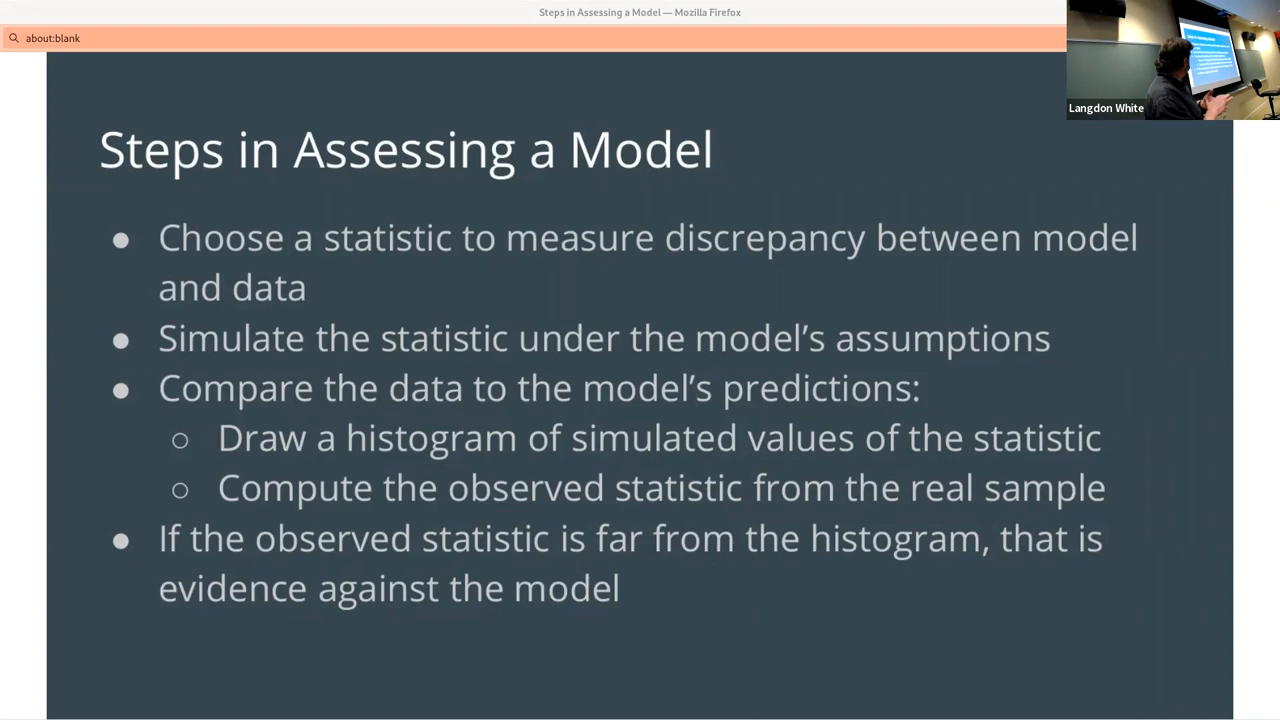 Steps in Assessing a Model — Mozilla Firefox
about:blank
Langdon White
Steps in Assessing a Model
● Choose a statistic to measure discrepancy between model
and data
● Simulate the statistic under the model’s assumptions
● Compare the data to the model’s predictions:
○ Draw a histogram of simulated values of the statistic
○ Compute the observed statistic from the real sample
● If the observed statistic is far from the histogram, that is
evidence against the model